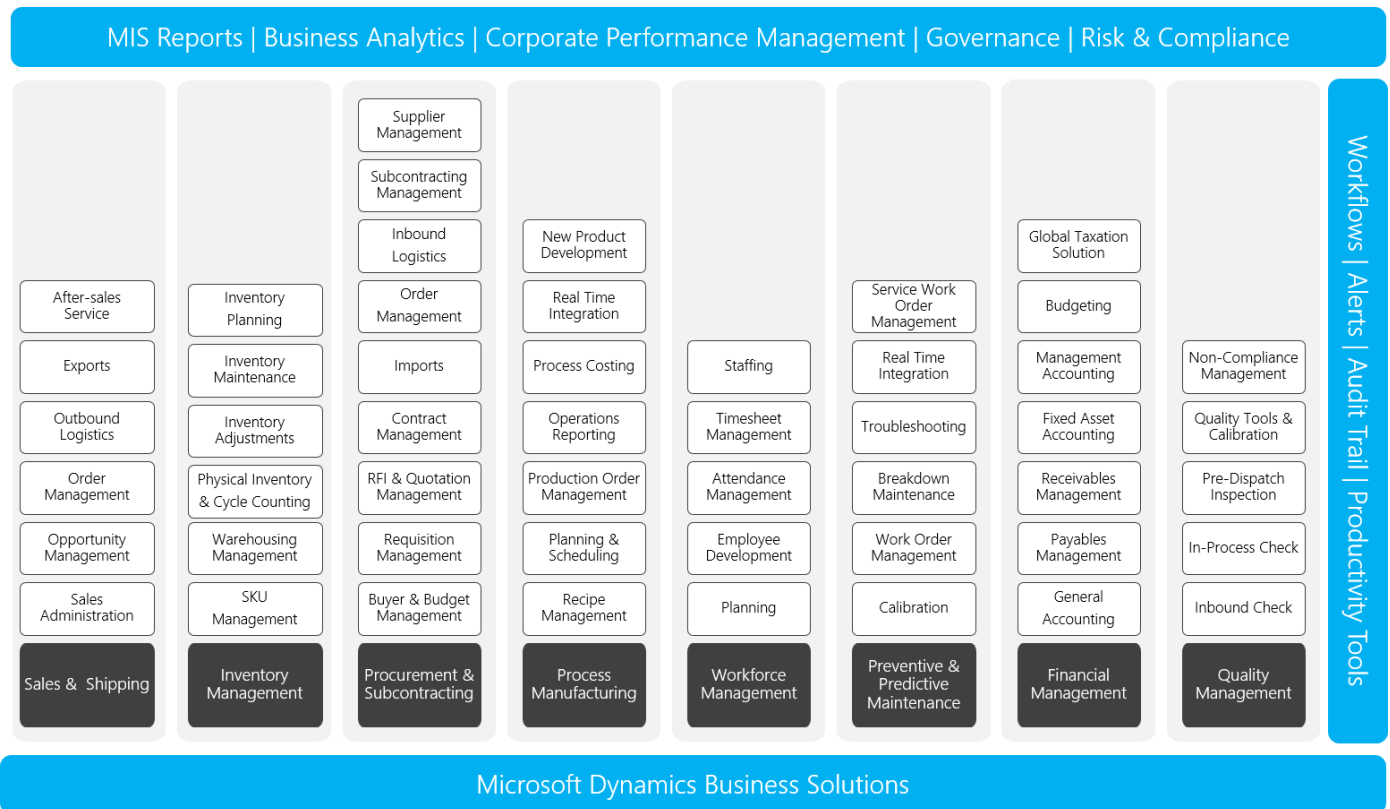 MIS Reports | Business Analytics | Corporate Performance Management | Governance | Risk & Compliance
After-sales
Service
Exports
Outbound
Logistics
Order
Management
Opportunity
Management
Sales
Administration
Sales &  Shipping
Inventory
Planning
Inventory
Maintenance
Inventory
Adjustments
Physical Inventory
& Cycle Counting
Warehousing
Management
SKU
Management
Inventory
Management
Supplier
Management
Subcontracting
Management
Inbound
Logistics
Order
Management
Imports
Contract
Management
RFI & Quotation
Management
Requisition
Management
Buyer & Budget
Management
Procurement &
Subcontracting
New Product
Development
Real Time
Integration
Process Costing
Operations
Reporting
Production Order
Management
Planning &
Scheduling
Recipe
Management
Process
Manufacturing
Staffing
Timesheet
Management
Attendance
Management
Employee
Development
Planning
Workforce
Management
Service Work
Order
Management
Real Time
Integration
Troubleshooting
Breakdown
Maintenance
Work Order
Management
Calibration
Preventive &
Predictive
Maintenance
Global Taxation
Solution
Budgeting
Management
Accounting
Fixed Asset
Accounting
Receivables
Management
Payables
Management
General
Accounting
Financial
Management
Non-Compliance
Management
Quality Tools &
Calibration
Pre-Dispatch
Inspection
In-Process Check
Inbound Check
Quality
Management
Workflows | Alerts | Audit Trail | Productivity Tools
Microsoft Dynamics Business Solutions